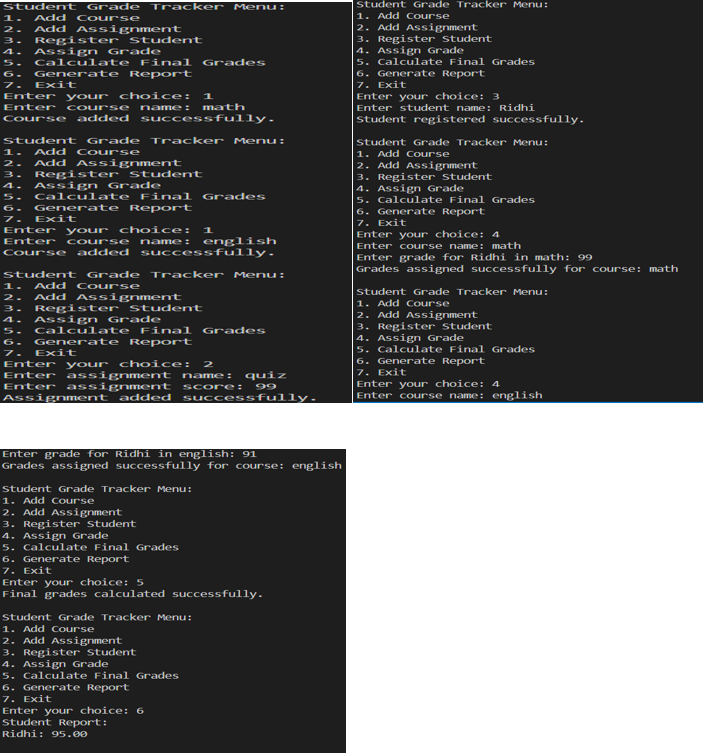 Student Grade Tracker Menu:
1. Add Course
2. Add Assignment
3. Register Student
4. Assign Grade
5. Calculate Final Grades
6. Generate Report
7. Exit
Enter your choice: 1
Enter course name: math
Course added successfully.
Student Grade Tracker Menu:
1. Add Course
2. Add Assignment
3. Register Student
4. Assign Grade
5. Calculate Final Grades
6. Generate Report
7. Exit
Enter your choice: 1
Enter course name: english
Course added successfully.
Student Grade Tracker Menu:
1. Add Course
2. Add Assignment
3. Register Student
4. Assign Grade
5. Calculate Final Grades
6. Generate Report
7. Exit
Enter your choice: 2
Enter assignment name: quiz
Enter assignment score: 99
Assignment added successfully.
Student Grade Tracker Menu:
1. Add Course
2. Add Assignment
3. Register Student
4. Assign Grade
5. Calculate Final Grades
6. Generate Report
7. Exit
Enter your choice: 3
Enter student name: Ridhi
Student registered successfully.
Student Grade Tracker Menu:
1. Add Course
2. Add Assignment
3. Register Student
4. Assign Grade
5. Calculate Final Grades
6. Generate Report
7. Exit
Enter your choice: 4
Enter course name: math
Enter grade for Ridhi in math: 99
Grades assigned successfully for course: math
Student Grade Tracker Menu:
1. Add Course
2. Add Assignment
3. Register Student
4. Assign Grade
5. Calculate Final Grades
6. Generate Report
7. Exit
Enter your choice: 4
Enter course name: english
Enter grade for Ridhi in english: 91
Grades assigned successfully for course: english
Student Grade Tracker Menu:
1. Add Course
2. Add Assignment
3. Register Student
4. Assign Grade
5. Calculate Final Grades
6. Generate Report
7. Exit
Enter your choice: 5
Final grades calculated successfully.
Student Grade Tracker Menu:
1. Add Course
2. Add Assignment
3. Register Student
4. Assign Grade
5. Calculate Final Grades
6. Generate Report
7. Exit
Enter your choice: 6
Student Report:
Ridhi: 95.00